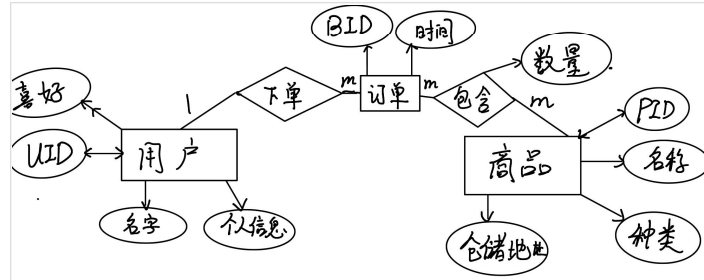 BID
时间
数量
喜好
1
下单
m
订单
m
包含
m
PID
UID
用户
商品
名称
名字
个人信息
仓储地址
种类